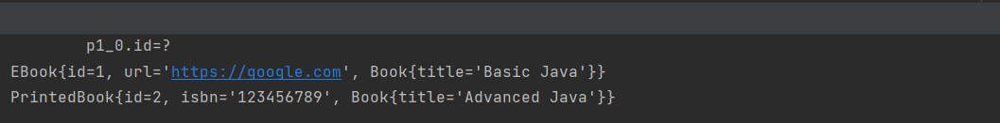 p1_0.id=?
EBook{id=1, url='https://google.com', Book{title='Basic Java'}}
PrintedBook{id=2, isbn='123456789', Book{title='Advanced Java'}}